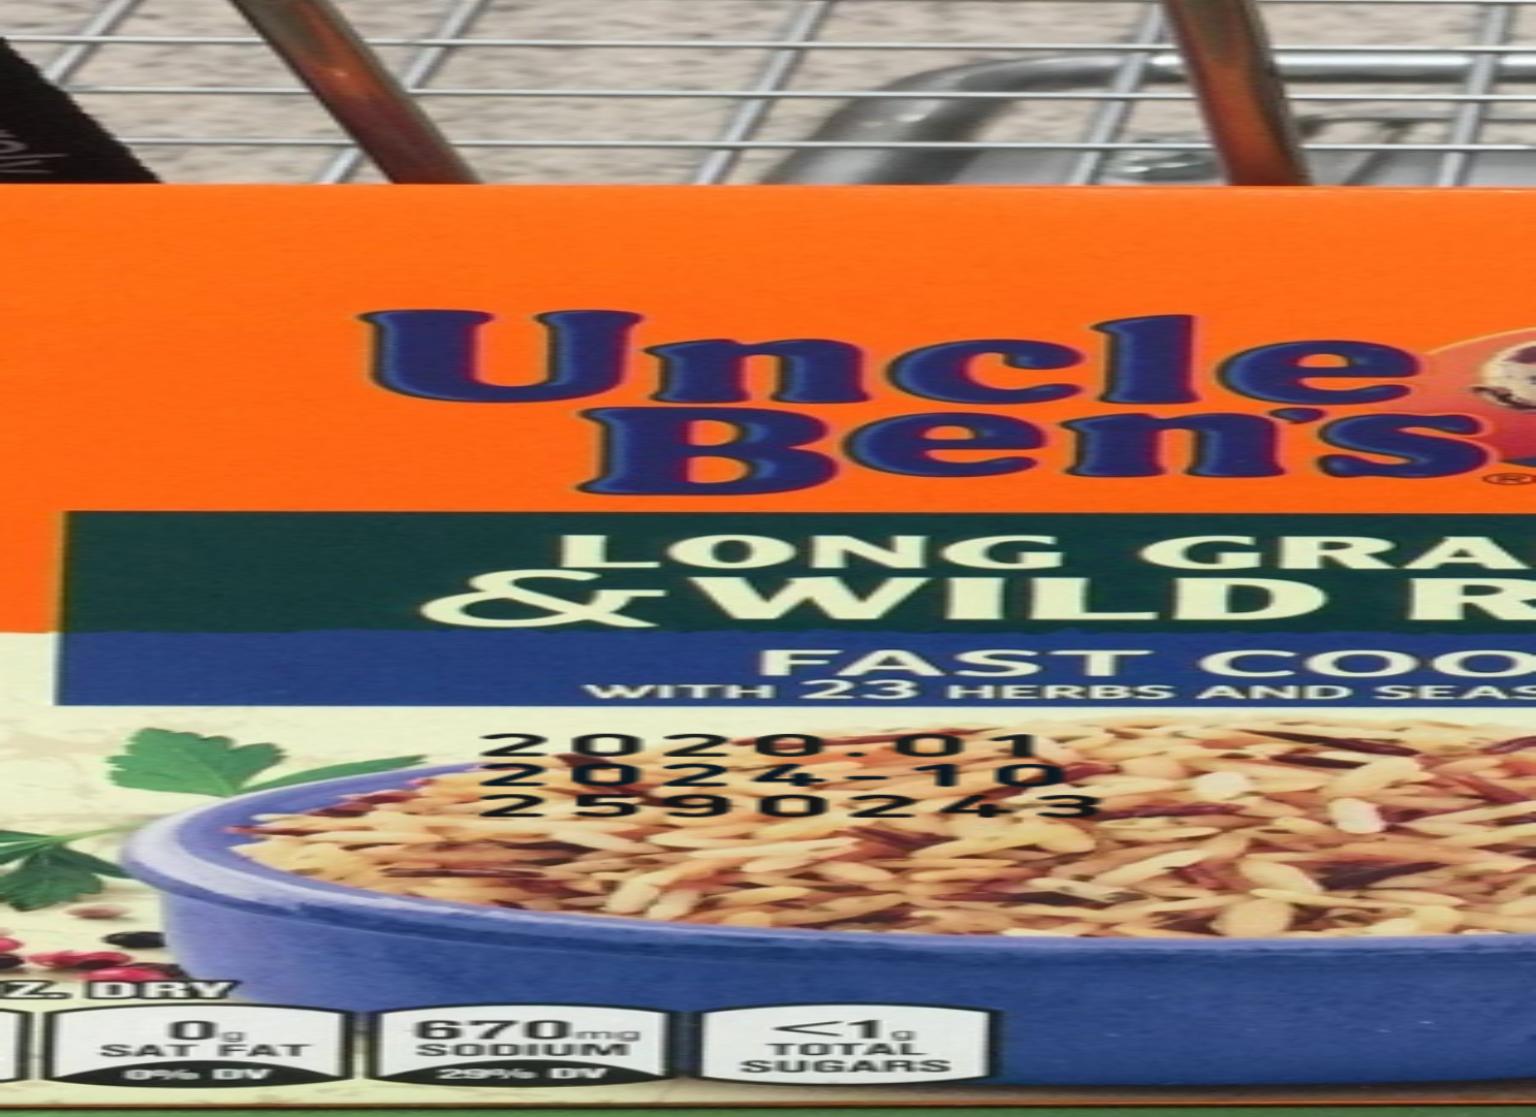 Uncle
Ben's®
LONG GRA
& WILD R
FAST COO
WITH 23 HERBS AND SEAS
2020.01
2024-10
2590243
Z. DRY
0g
SAT FAT
0% DV
670mg
SODIUM
29% DV
<1g
TOTAL
SUGARS